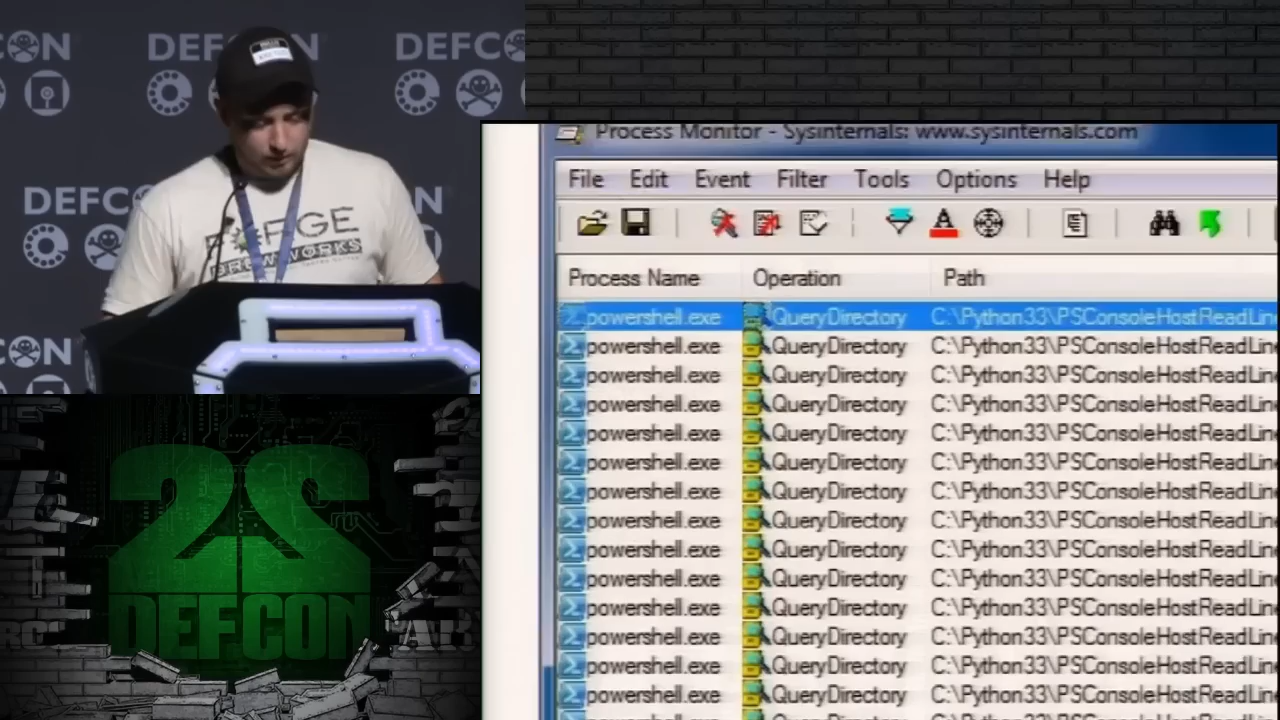 CON DEFCON DEFCO
DEFCON
CON
FORGE
BREWWORKS
22
DEFCON
Process Monitor - Sysinternals: www.sysinternals.com
File Edit Event Filter Tools Options Help
Process Name Operation Path
powershell.exe QueryDirectory C:\Python33\PSConsoleHostReadLin
powershell.exe QueryDirectory C:\Python33\PSConsoleHostReadLin
powershell.exe QueryDirectory C:\Python33\PSConsoleHostReadLin
powershell.exe QueryDirectory C:\Python33\PSConsoleHostReadLin
powershell.exe QueryDirectory C:\Python33\PSConsoleHostReadLin
powershell.exe QueryDirectory C:\Python33\PSConsoleHostReadLin
powershell.exe QueryDirectory C:\Python33\PSConsoleHostReadLin
powershell.exe QueryDirectory C:\Python33\PSConsoleHostReadLin
powershell.exe QueryDirectory C:\Python33\PSConsoleHostReadLin
powershell.exe QueryDirectory C:\Python33\PSConsoleHostReadLin
powershell.exe QueryDirectory C:\Python33\PSConsoleHostReadLin
powershell.exe QueryDirectory C:\Python33\PSConsoleHostReadLin
powershell.exe QueryDirectory C:\Python33\PSConsoleHostReadLin
powershell.exe QueryDirectory C:\Python33\PSConsoleHostReadLin